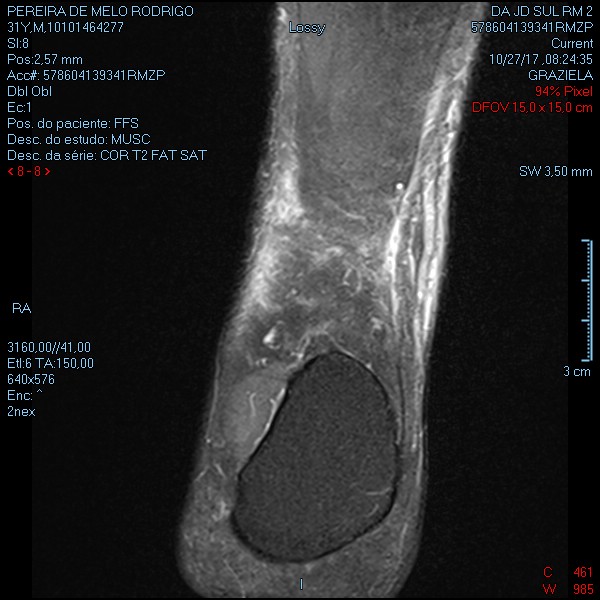 PEREIRA DE MELO RODRIGO
31Y,M,10101464277
Sl:8
Pos:2,57 mm
Acc#: 578604139341RMZP
Dbl Obl
Ec:1
Pos. do paciente: FFS
Desc. do estudo: MUSC
Desc. da série: COR T2 FAT SAT
< 8 - 8 >
Lossy
DA JD SUL RM 2
578604139341RMZP
Current
10/27/17 ,08:24:35
GRAZIELA
94% Pixel
DFOV 15,0 x 15,0 cm
SW 3,50 mm
RA
3160,00//41,00
Etl:6 TA:150,00
640x576
Enc: ^
2nex
3 cm
I
C 461
W 985